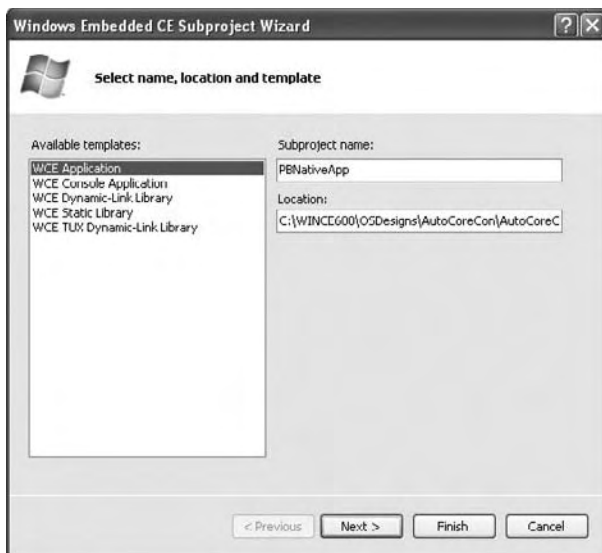 Windows Embedded CE Subproject Wizard
Select name, location and template
Available templates:
WCE Application
WCE Console Application
WCE Dynamic-Link Library
WCE Static Library
WCE TUX Dynamic-Link Library
Subproject name:
PBNativeApp
Location:
C:\WINCE600\OSDesigns\AutoCoreCon\AutoCoreC
< Previous
Next >
Finish
Cancel